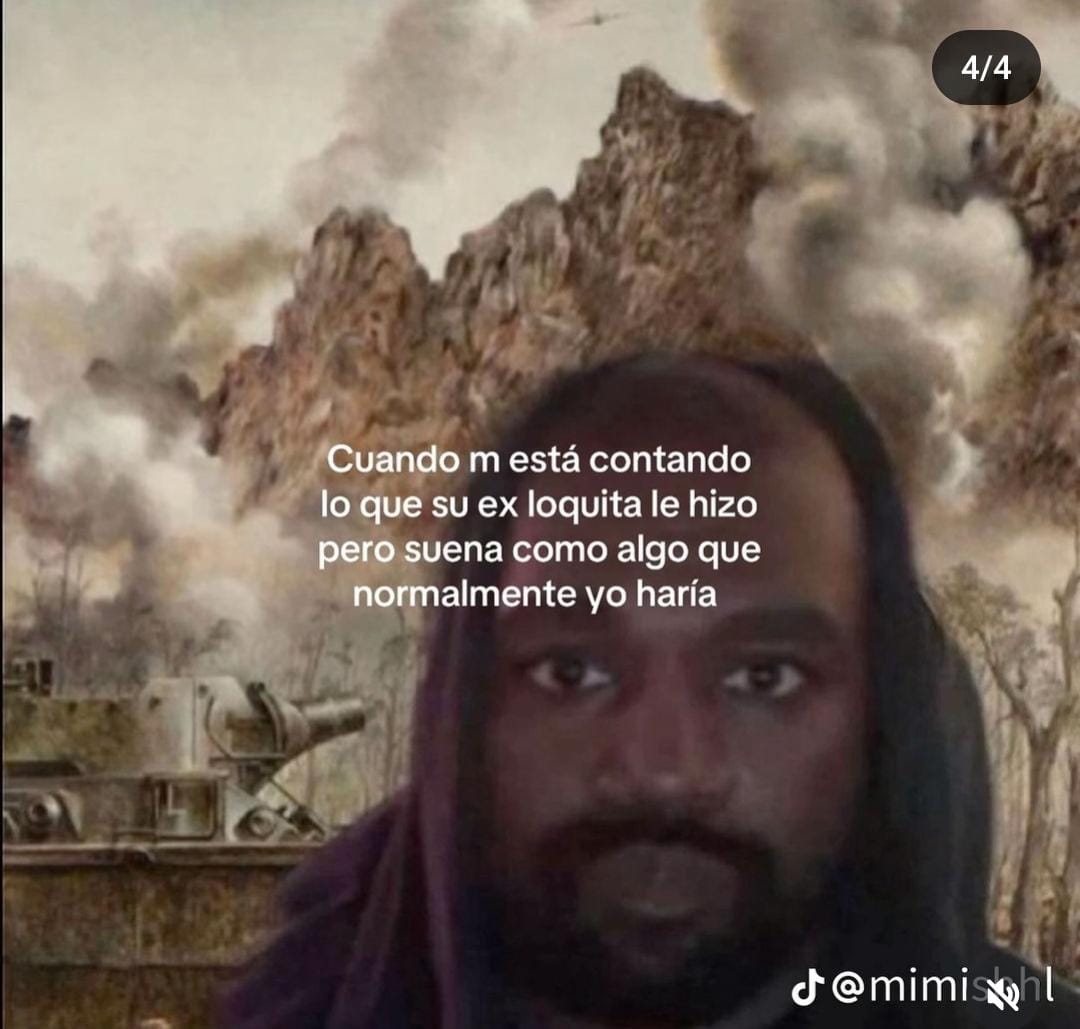 4/4
Cuando m está contando
lo que su ex loquita le hizo
pero suena como algo que
normalmente yo haría